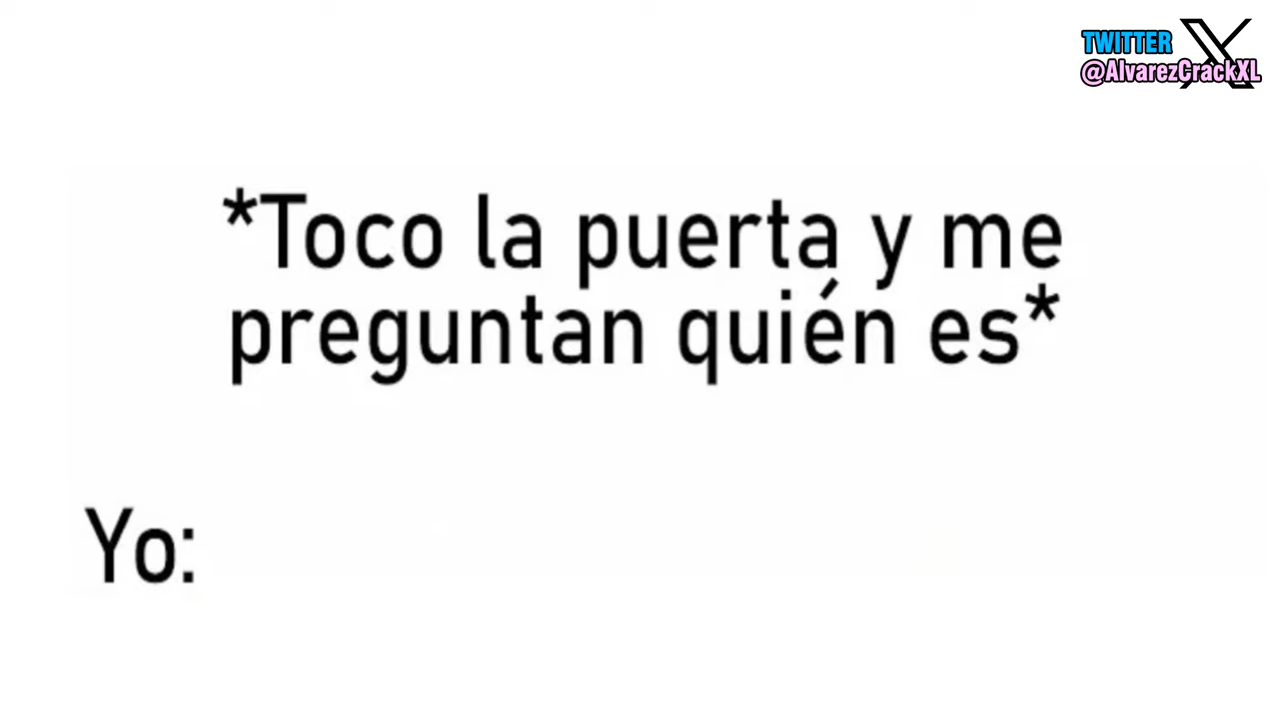 TWITTER
@AlvarezCrackXL
*Toco la puerta y me
preguntan quién es*
Yo: